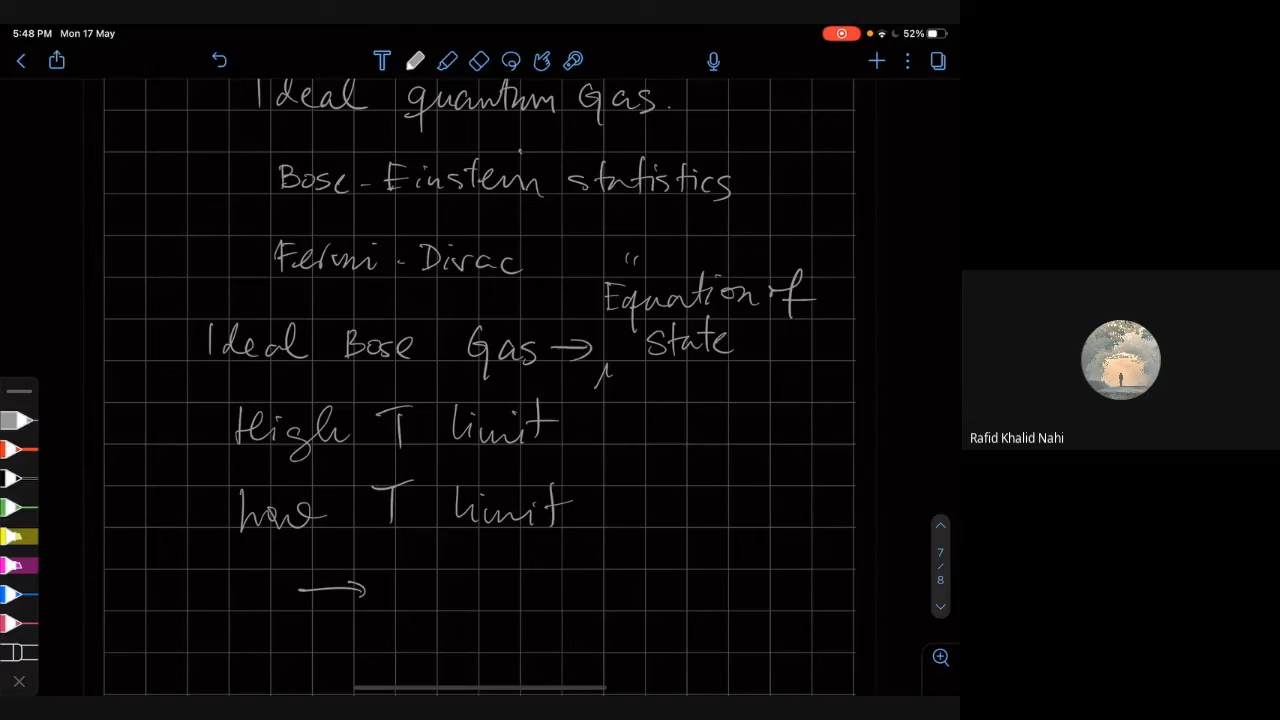 5:48 PM Mon 17 May
52%
Ideal quantum Gas.
Bose-Einstein statistics
Fermi-Dirac "
Equation of
state
Ideal Bose Gas →
High T limit
Low T limit
→
7
/
8
Rafid Khalid Nahi